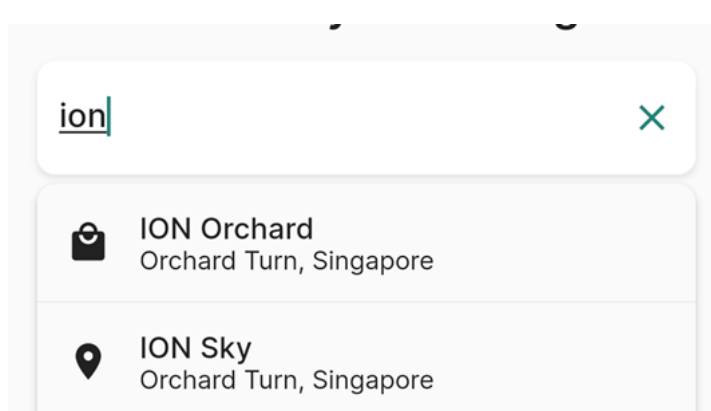 ion
ION Orchard
Orchard Turn, Singapore
ION Sky
Orchard Turn, Singapore